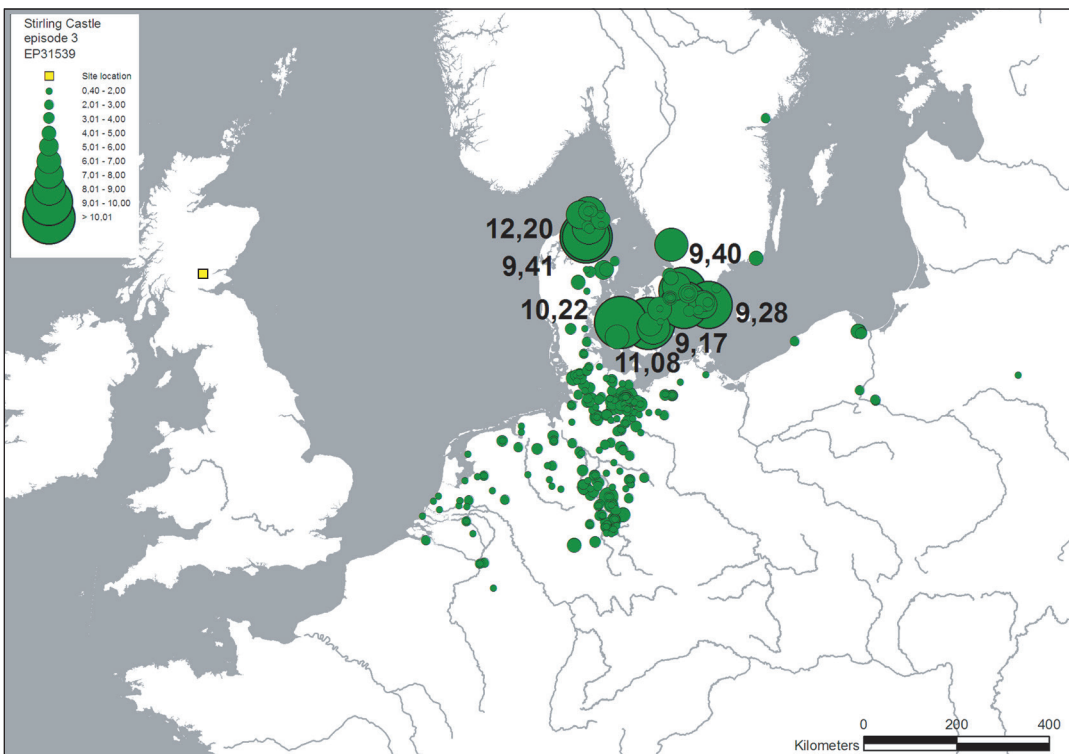 Stirling Castle
episode 3
EP31539
Site location
0,40 - 2,00
2,01 - 3,00
3,01 - 4,00
4,01 - 5,00
5,01 - 6,00
6,01 - 7,00
7,01 - 8,00
8,01 - 9,00
9,01 - 10,00
> 10,01
12,20
9,41
9,40
10,22
9,28
9,17
11,08
0 200 400
Kilometers